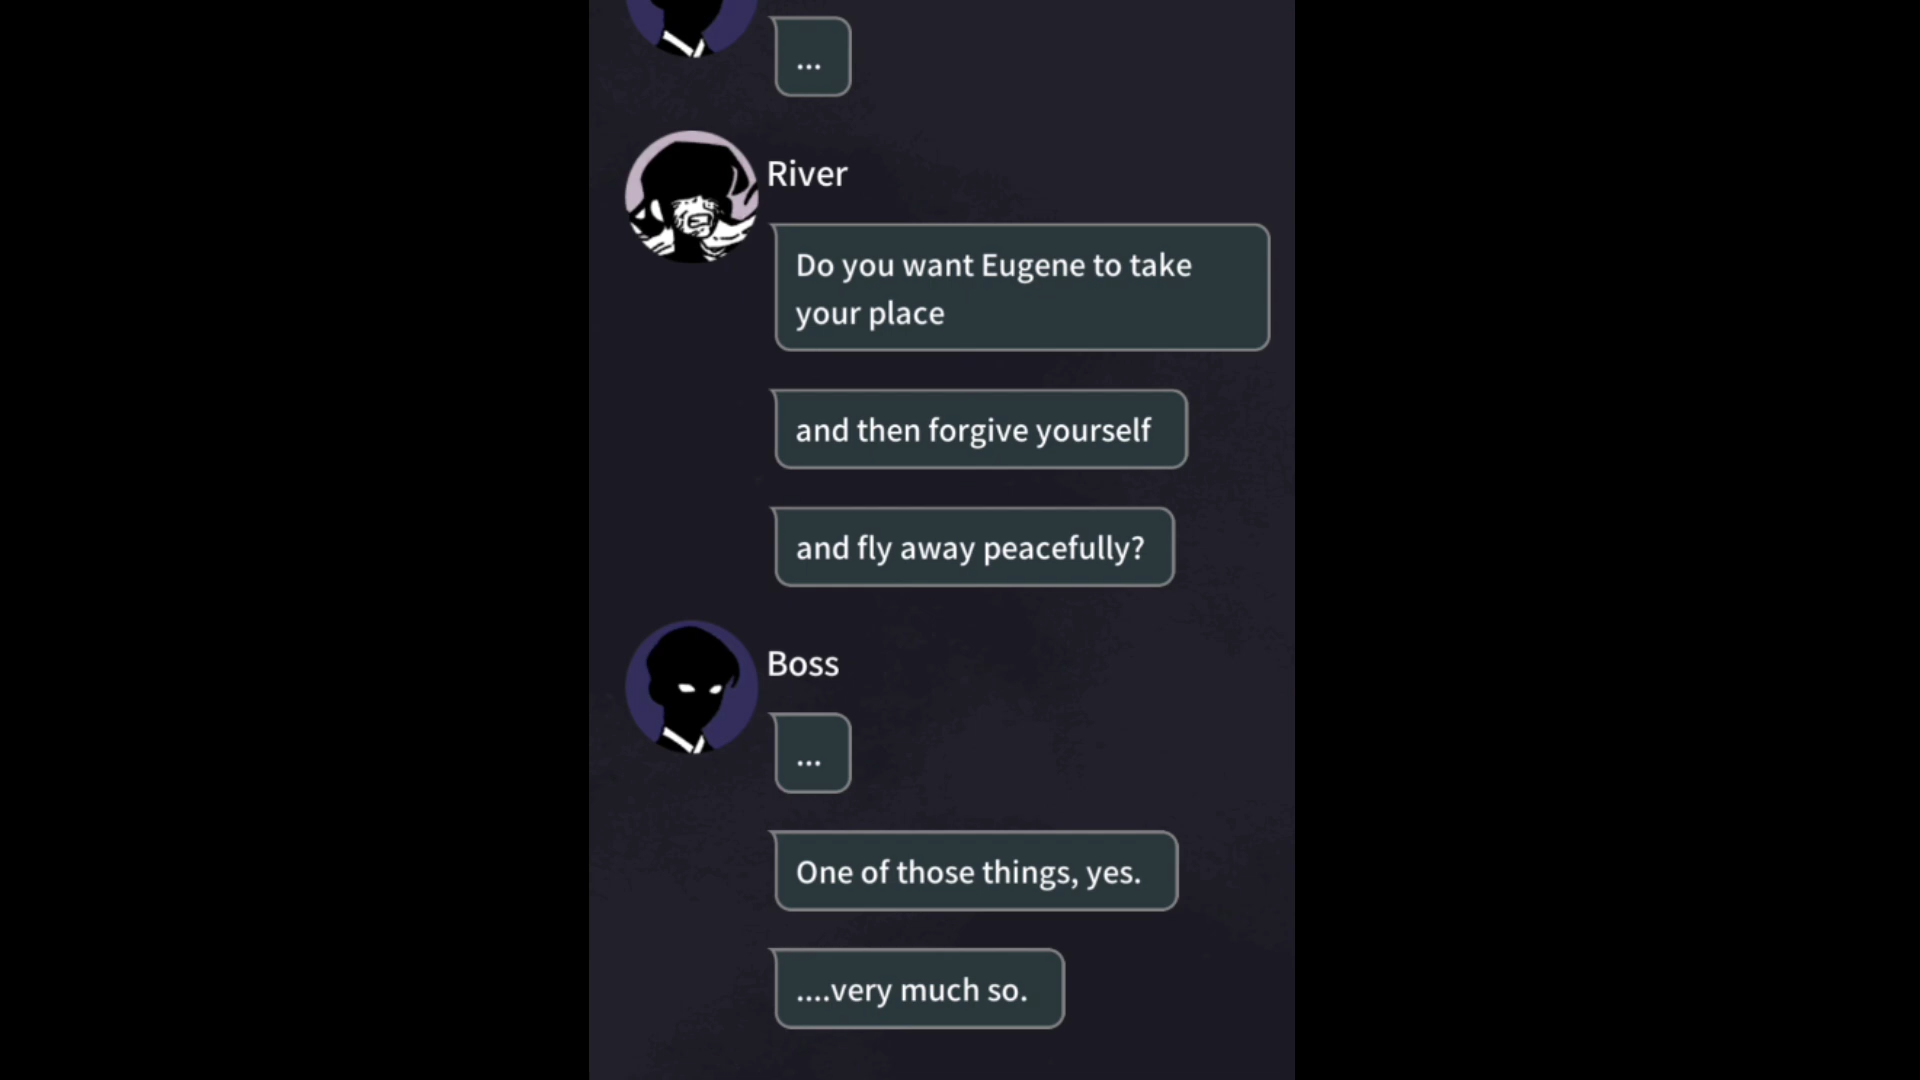 ...
River
Do you want Eugene to take
your place
and then forgive yourself
and fly away peacefully?
Boss
...
One of those things, yes.
....very much so.